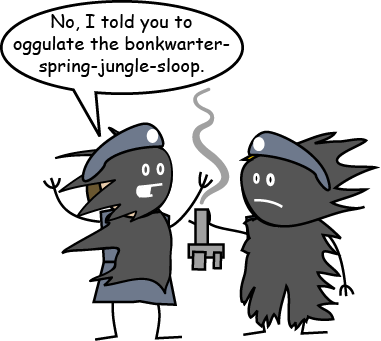 No, I told you to
oggulate the bonkwarter-
spring-jungle-sloop.